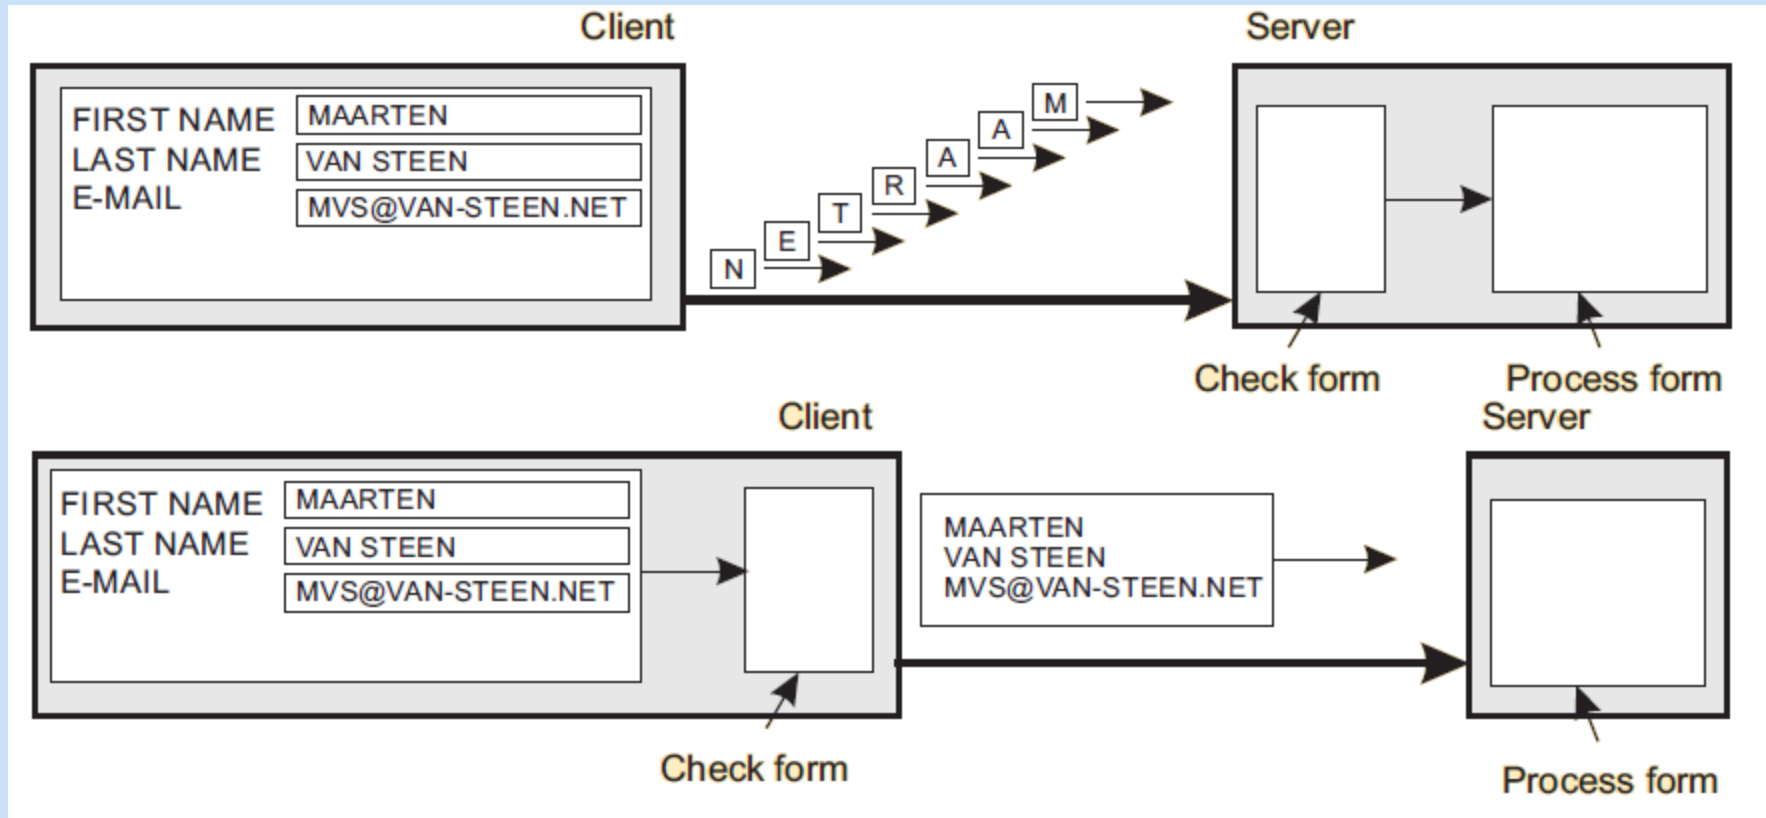 Client
Server
FIRST NAME MAARTEN
LAST NAME VAN STEEN
E-MAIL MVS@VAN-STEEN.NET
M
A
A
R
T
E
N
Check form
Process form
Client
Server
FIRST NAME MAARTEN
LAST NAME VAN STEEN
E-MAIL MVS@VAN-STEEN.NET
MAARTEN
VAN STEEN
MVS@VAN-STEEN.NET
Check form
Process form